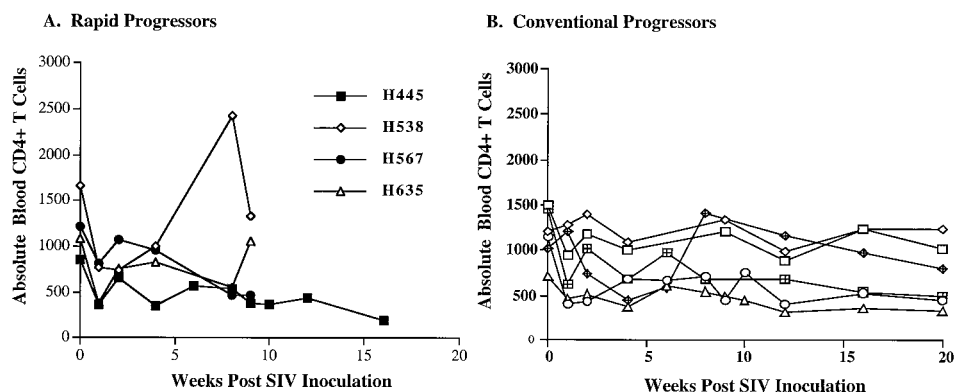 A. Rapid Progressors
Absolute Blood CD4+ T Cells
3000
2500
2000
1500
1000
500
0
H445
H538
H567
H635
0 5 10 15 20
Weeks Post SIV Inoculation
B. Conventional Progressors
Absolute Blood CD4+ T Cells
3000
2500
2000
1500
1000
500
0
0 5 10 15 20
Weeks Post SIV Inoculation